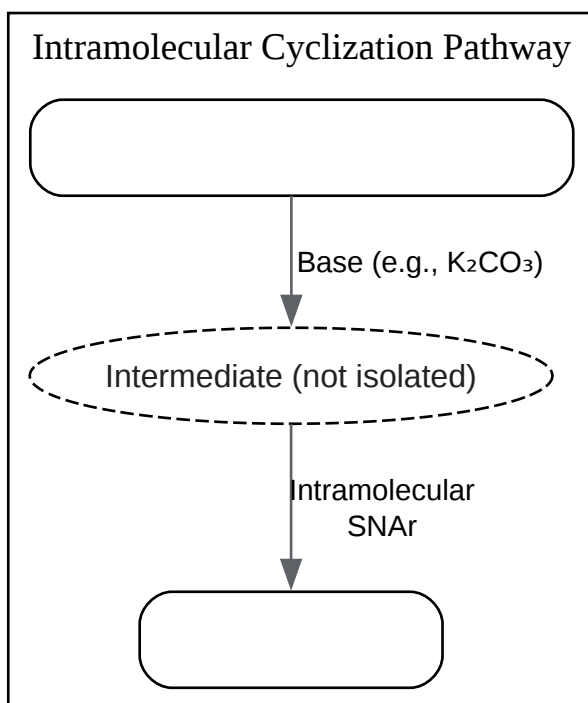 Intramolecular Cyclization Pathway
Base (e.g., K₂CO₃)
Intermediate (not isolated)
Intramolecular
SNAr